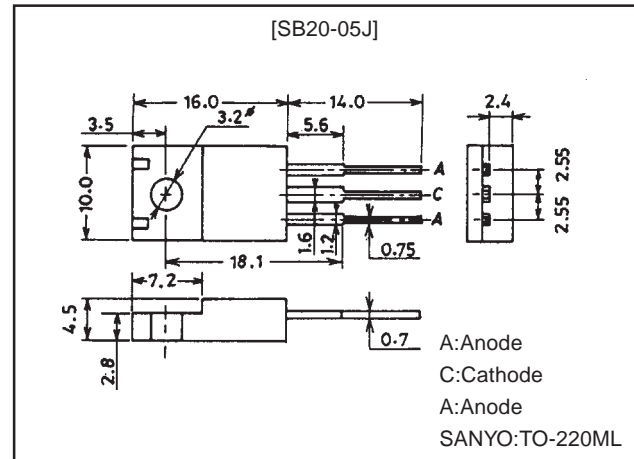 [SB20-05J]
16.0 14.0
3.5 3.2ø 5.6 2.4
10.0
A
C
A
2.55
2.55
1.6 1.2 0.75
18.1
7.2
4.5
2.8
0.7
A:Anode
C:Cathode
A:Anode
SANYO:TO-220ML